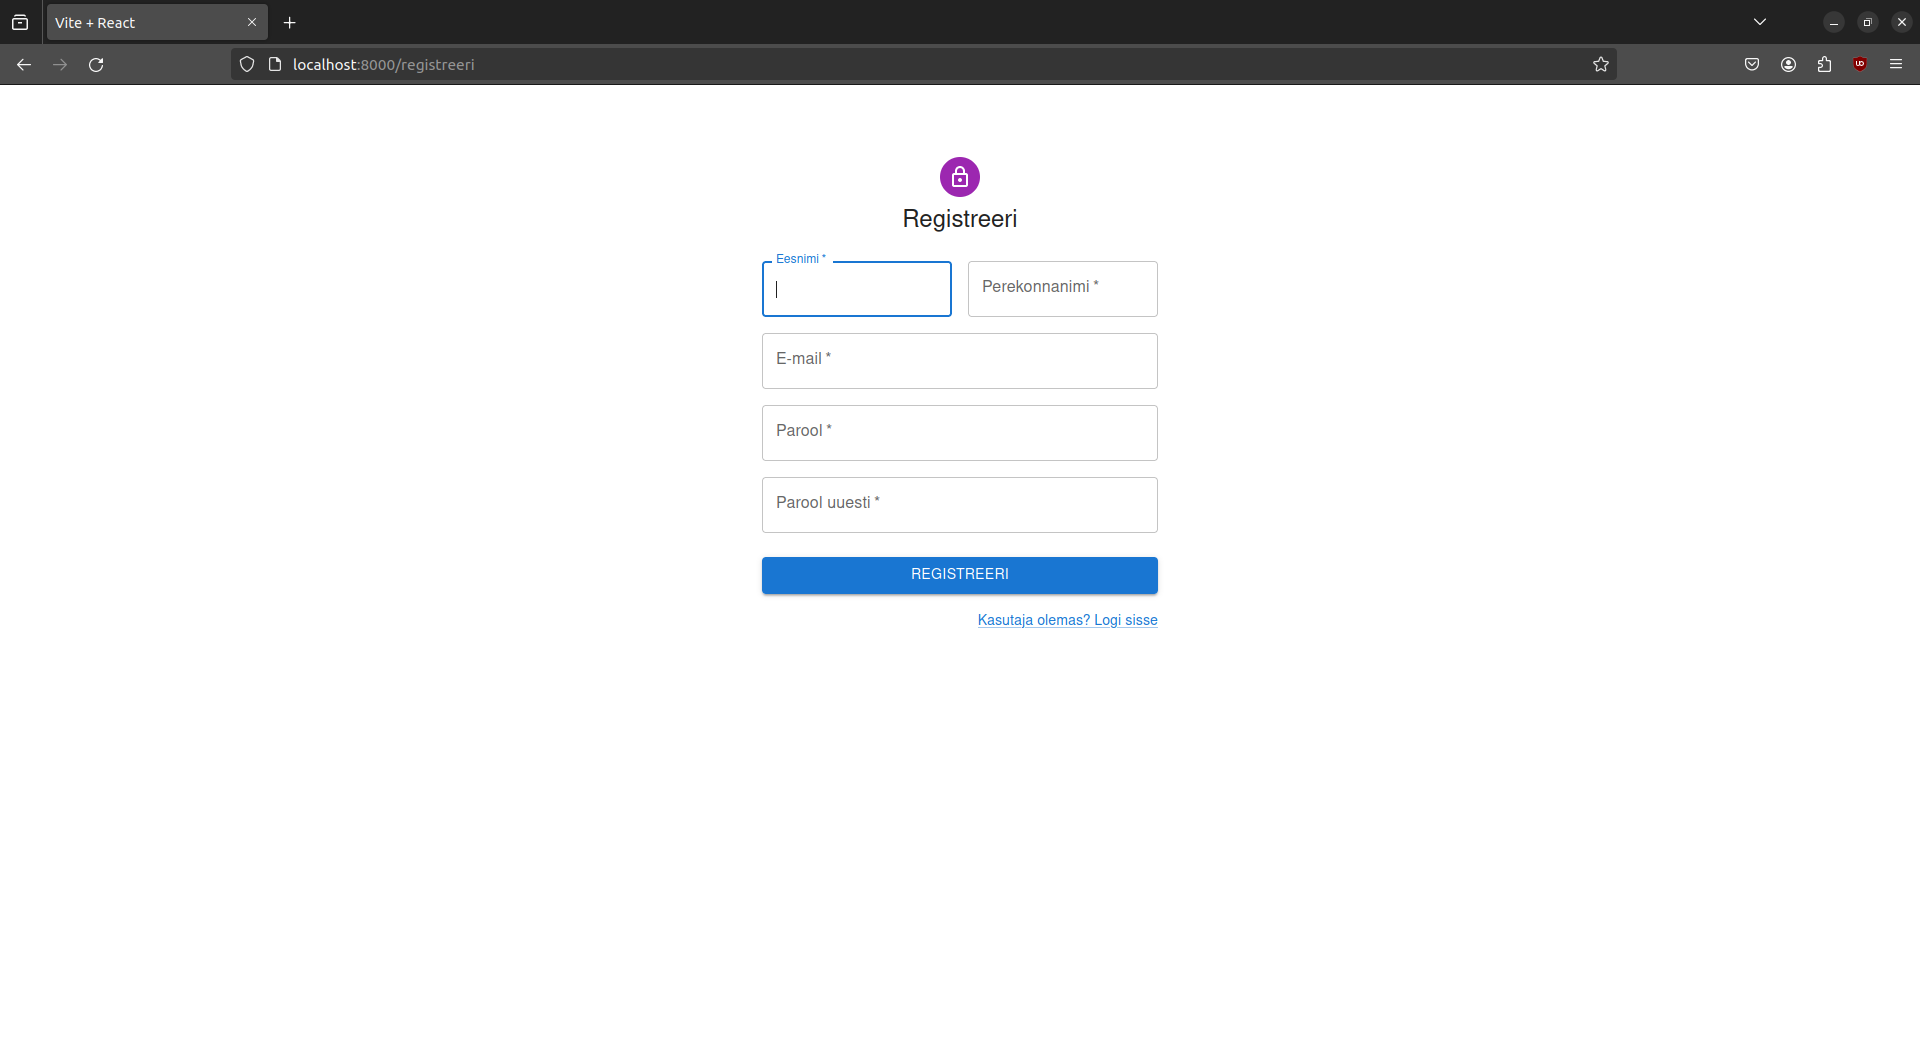 Vite + React
localhost:8000/registreeri
Registreeri
Eesnimi *
Perekonnanimi *
E-mail *
Parool *
Parool uuesti *
REGISTREERI
Kasutaja olemas? Logi sisse